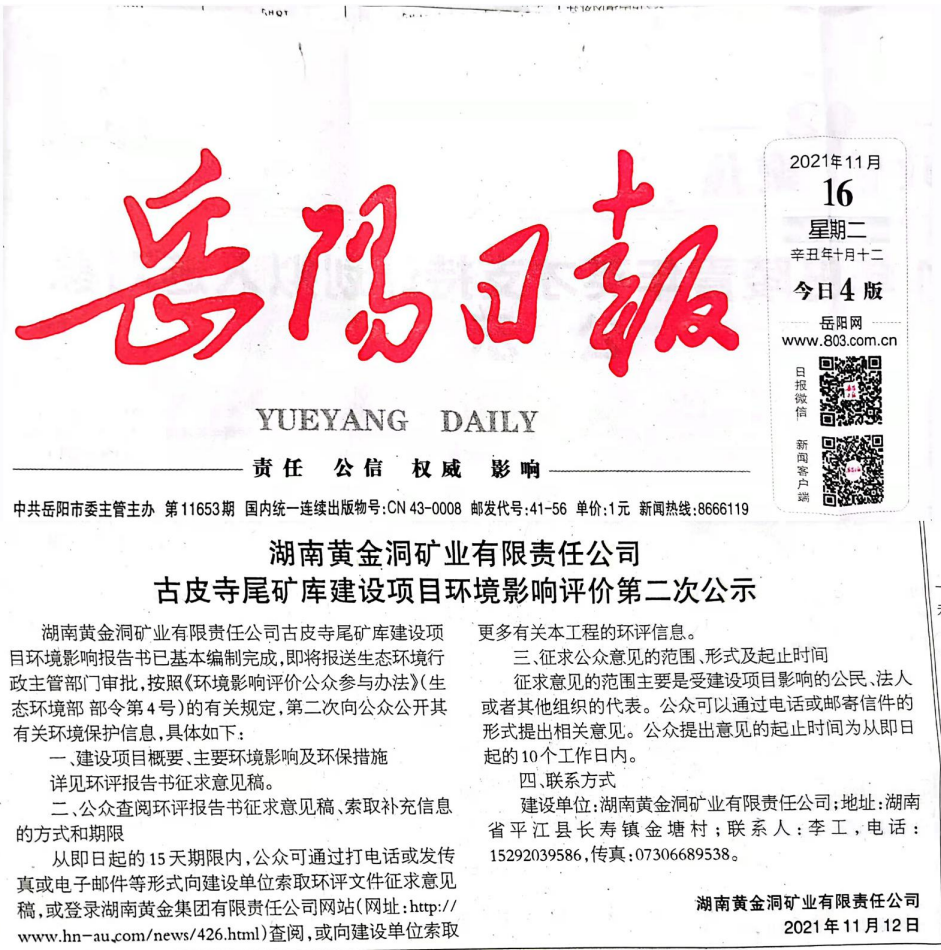 岳阳日报
YUEYANG DAILY
责任 公信 权威 影响
2021年11月
16
星期二
辛丑年十月十二
今日4版
岳阳网
www.803.com.cn
日报微信
新闻客户端
中共岳阳市委主管主办 第11653期 国内统一连续出版物号:CN 43-0008 邮发代号:41-56 单价:1元 新闻热线:8666119
湖南黄金洞矿业有限责任公司
古皮寺尾矿库建设项目环境影响评价第二次公示
湖南黄金洞矿业有限责任公司古皮寺尾矿库建设项
目环境影响报告书已基本编制完成,即将报送生态环境行
政主管部门审批,按照《环境影响评价公众参与办法》(生
态环境部 部令第4号)的有关规定,第二次向公众公开其
有关环境保护信息,具体如下:
一、建设项目概要、主要环境影响及环保措施
详见环评报告书征求意见稿。
二、公众查阅环评报告书征求意见稿、索取补充信息
的方式和期限
从即日起的15天期限内,公众可通过打电话或发传
真或电子邮件等形式向建设单位索取环评文件征求意见
稿,或登录湖南黄金集团有限责任公司网站(网址:http://
www.hn-au.com/news/426.html)查阅,或向建设单位索取
更多有关本工程的环评信息。
三、征求公众意见的范围、形式及起止时间
征求意见的范围主要是受建设项目影响的公民、法人
或者其他组织的代表。公众可以通过电话或邮寄信件的
形式提出相关意见。公众提出意见的起止时间为从即日
起的10个工作日内。
四、联系方式
建设单位:湖南黄金洞矿业有限责任公司;地址:湖南
省平江县长寿镇金塘村;联系人:李工,电话:
15292039586,传真:07306689538。
湖南黄金洞矿业有限责任公司
2021年11月12日